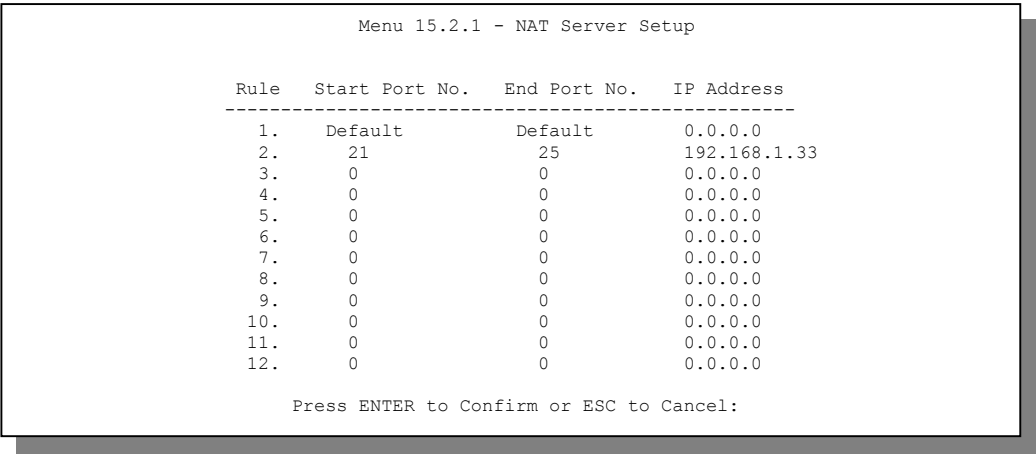 Menu 15.2.1 - NAT Server Setup
Rule Start Port No. End Port No. IP Address
---------------------------------------------------
1. Default Default 0.0.0.0
2. 21 25 192.168.1.33
3. 0 0 0.0.0.0
4. 0 0 0.0.0.0
5. 0 0 0.0.0.0
6. 0 0 0.0.0.0
7. 0 0 0.0.0.0
8. 0 0 0.0.0.0
9. 0 0 0.0.0.0
10. 0 0 0.0.0.0
11. 0 0 0.0.0.0
12. 0 0 0.0.0.0
Press ENTER to Confirm or ESC to Cancel: